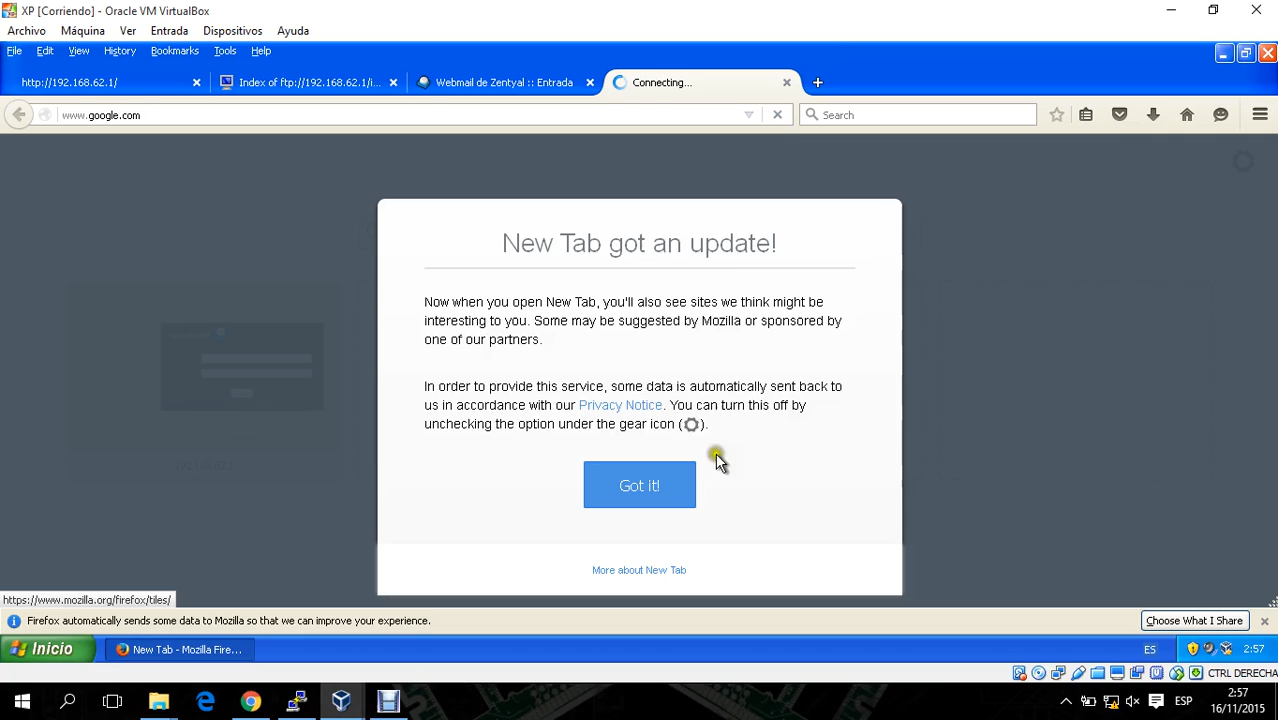 XP [Corriendo] - Oracle VM VirtualBox
Archivo Máquina Ver Entrada Dispositivos Ayuda
File Edit View History Bookmarks Tools Help
http://192.168.62.1/ Index of ftp://192.168.62.1/i... Webmail de Zentyal :: Entrada Connecting...
www.google.com Search
New Tab got an update!
Now when you open New Tab, you'll also see sites we think might be
interesting to you. Some may be suggested by Mozilla or sponsored by
one of our partners.
In order to provide this service, some data is automatically sent back to
us in accordance with our Privacy Notice. You can turn this off by
unchecking the option under the gear icon ( ).
192.168.62.1
Got it!
More about New Tab
https://www.mozilla.org/firefox/tiles/
Firefox automatically sends some data to Mozilla so that we can improve your experience. Choose What I Share
Inicio New Tab - Mozilla Fire... ES 2:57
CTRL DERECHA
ESP 2:57
16/11/2015